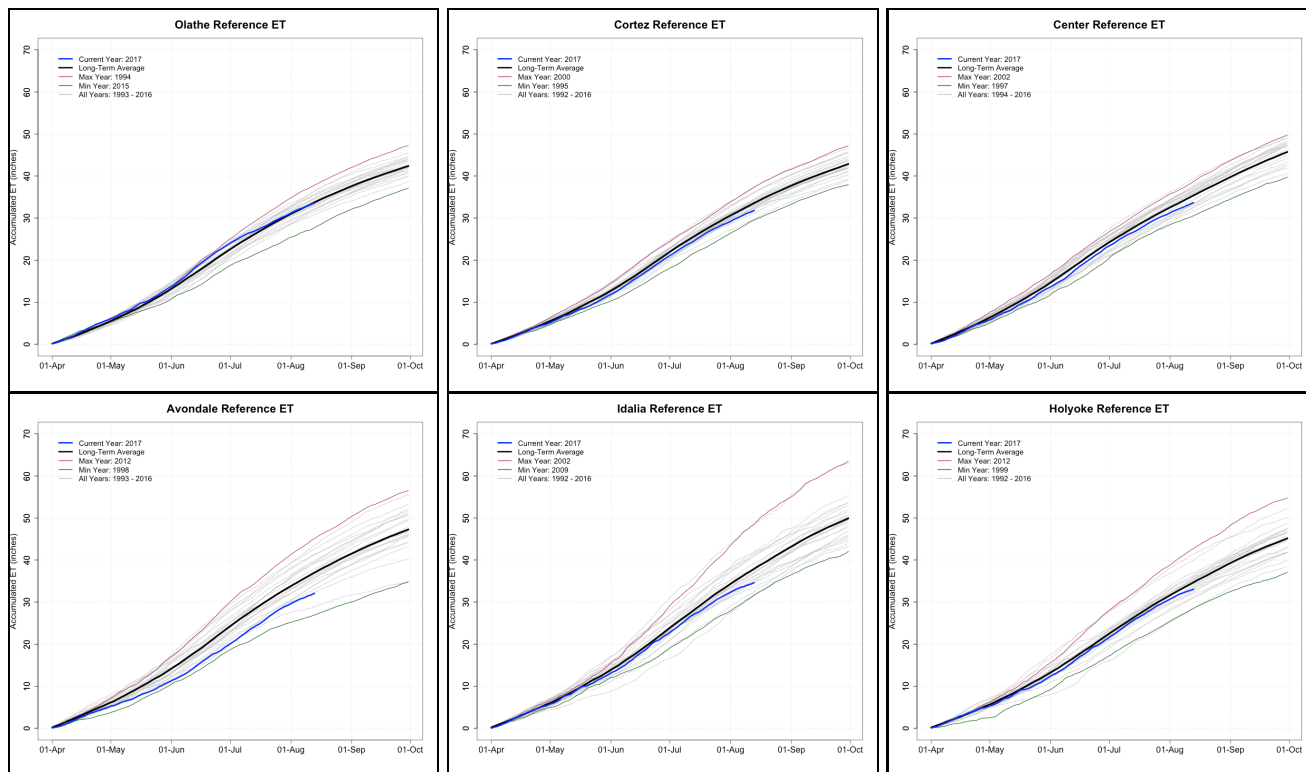 Olathe Reference ET
70
60
50
40
30
20
10
0
Accumulated ET (inches)
Current Year: 2017
Long-Term Average
Max Year: 1994
Min Year: 2015
All Years: 1993 - 2016
01-Apr 01-May 01-Jun 01-Jul 01-Aug 01-Sep 01-Oct
Cortez Reference ET
70
60
50
40
30
20
10
0
Accumulated ET (inches)
Current Year: 2017
Long-Term Average
Max Year: 2000
Min Year: 1995
All Years: 1992 - 2016
01-Apr 01-May 01-Jun 01-Jul 01-Aug 01-Sep 01-Oct
Center Reference ET
70
60
50
40
30
20
10
0
Accumulated ET (inches)
Current Year: 2017
Long-Term Average
Max Year: 2002
Min Year: 1997
All Years: 1994 - 2016
01-Apr 01-May 01-Jun 01-Jul 01-Aug 01-Sep 01-Oct
Avondale Reference ET
70
60
50
40
30
20
10
0
Accumulated ET (inches)
Current Year: 2017
Long-Term Average
Max Year: 2012
Min Year: 1998
All Years: 1993 - 2016
01-Apr 01-May 01-Jun 01-Jul 01-Aug 01-Sep 01-Oct
Idalia Reference ET
70
60
50
40
30
20
10
0
Accumulated ET (inches)
Current Year: 2017
Long-Term Average
Max Year: 2002
Min Year: 2009
All Years: 1992 - 2016
01-Apr 01-May 01-Jun 01-Jul 01-Aug 01-Sep 01-Oct
Holyoke Reference ET
70
60
50
40
30
20
10
0
Accumulated ET (inches)
Current Year: 2017
Long-Term Average
Max Year: 2012
Min Year: 1999
All Years: 1992 - 2016
01-Apr 01-May 01-Jun 01-Jul 01-Aug 01-Sep 01-Oct